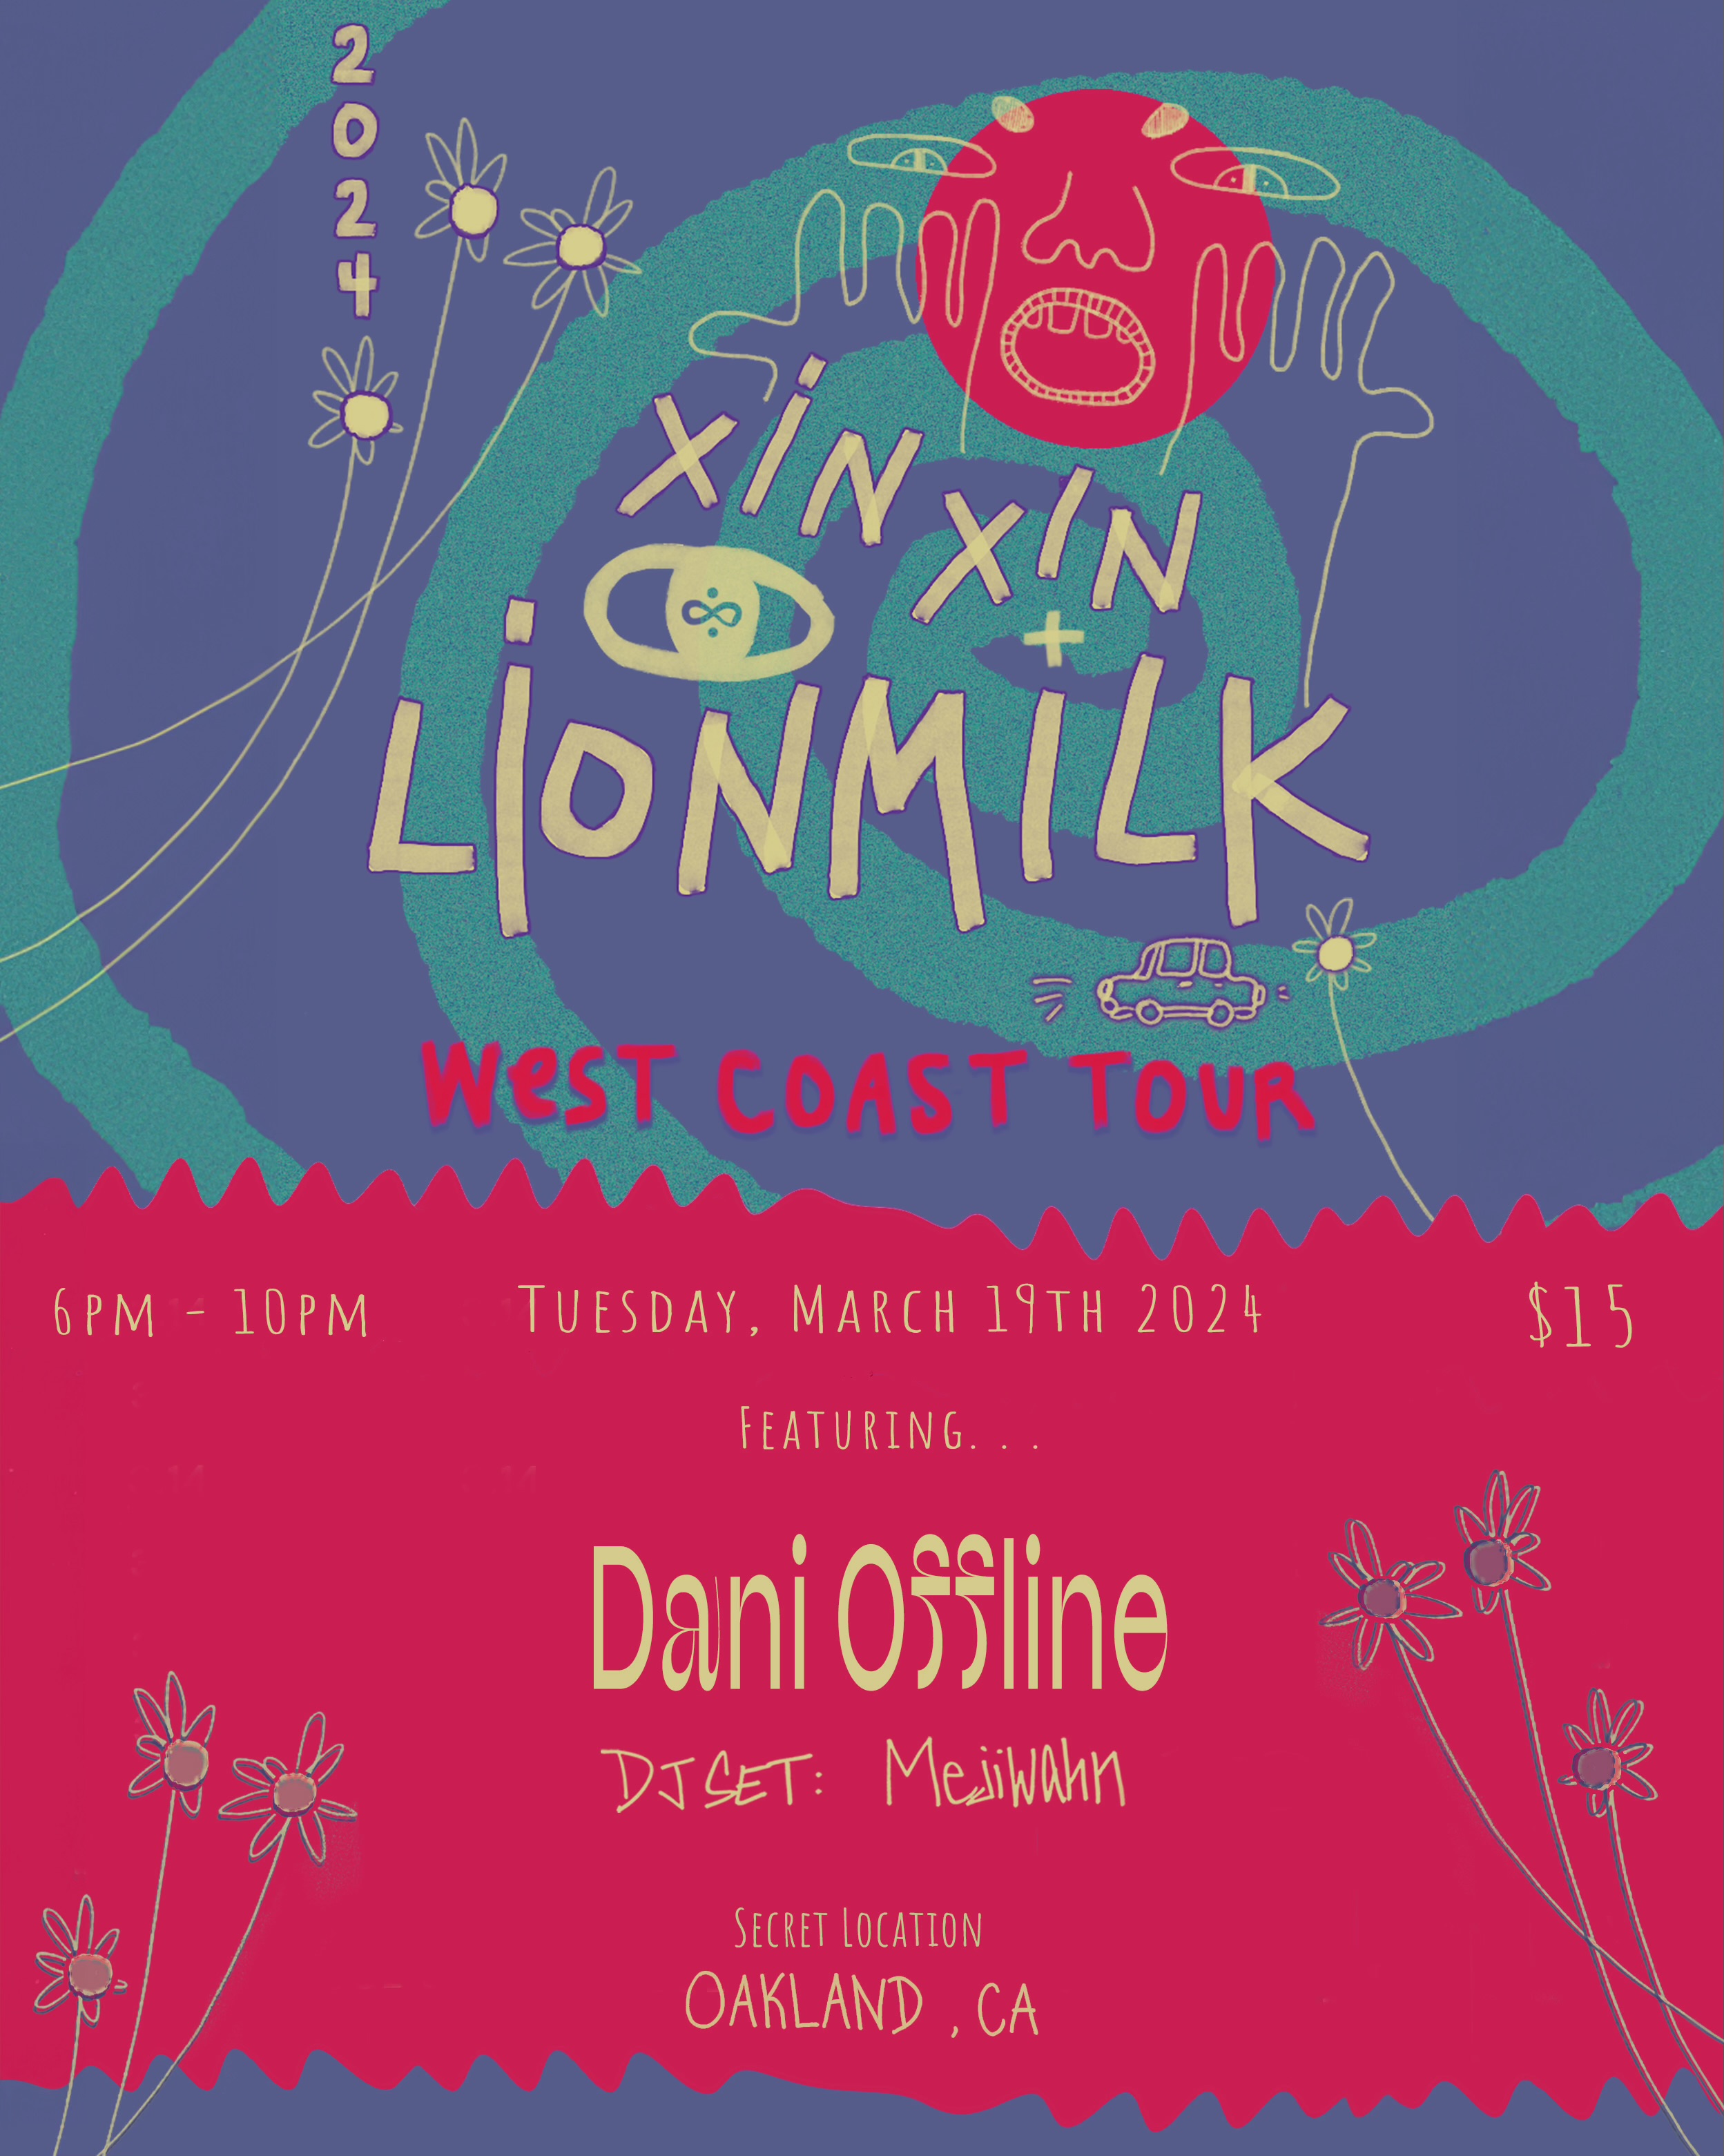 2024
XiN XiN
+
LiONMILK
WeST COAST TOUR
6PM - 10PM TUESDAY, MARCH 19TH 2024 $15
FEATURING. . .
Dani Offline
DJ SET: Mejiwahn
SECRET LOCATION
OAKLAND , CA